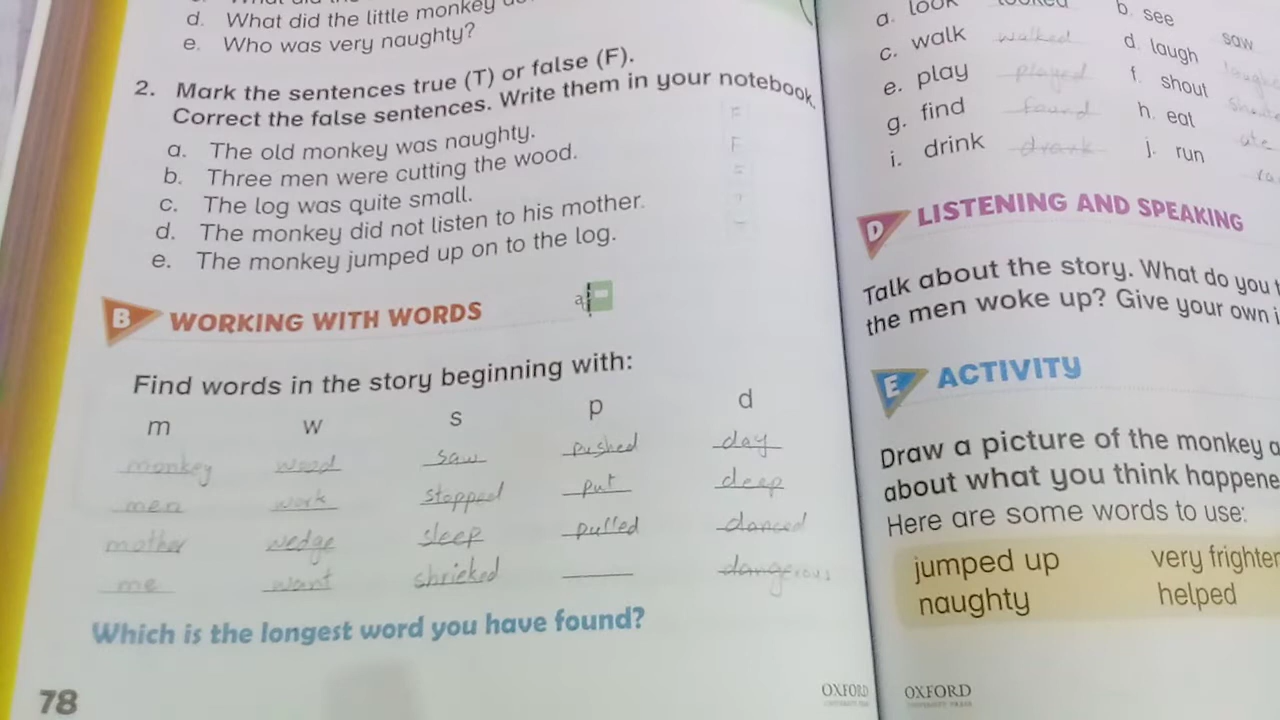 d. What did the little monkey
e. Who was very naughty?
2. Mark the sentences true (T) or false (F).
Correct the false sentences. Write them in your notebook.
a. The old monkey was naughty. F
b. Three men were cutting the wood. F
c. The log was quite small.
d. The monkey did not listen to his mother.
e. The monkey jumped up on to the log.
B WORKING WITH WORDS
Find words in the story beginning with:
m w s p d
monkey wood saw pushed day
men work stopped put deep
mother wedge sleep pulled danced
me want shrieked dangerous
Which is the longest word you have found?
78
OXFORD
UNIVERSITY PRESS
a. look looked b. see saw
c. walk walked d. laugh
e. play played f. shout
g. find found h. eat ate
i. drink drank j. run
D LISTENING AND SPEAKING
Talk about the story. What do you
the men woke up? Give your own
E ACTIVITY
Draw a picture of the monkey
about what you think
Here are some words to use:
jumped up very
naughty helped
OXFORD
UNIVERSITY PRESS